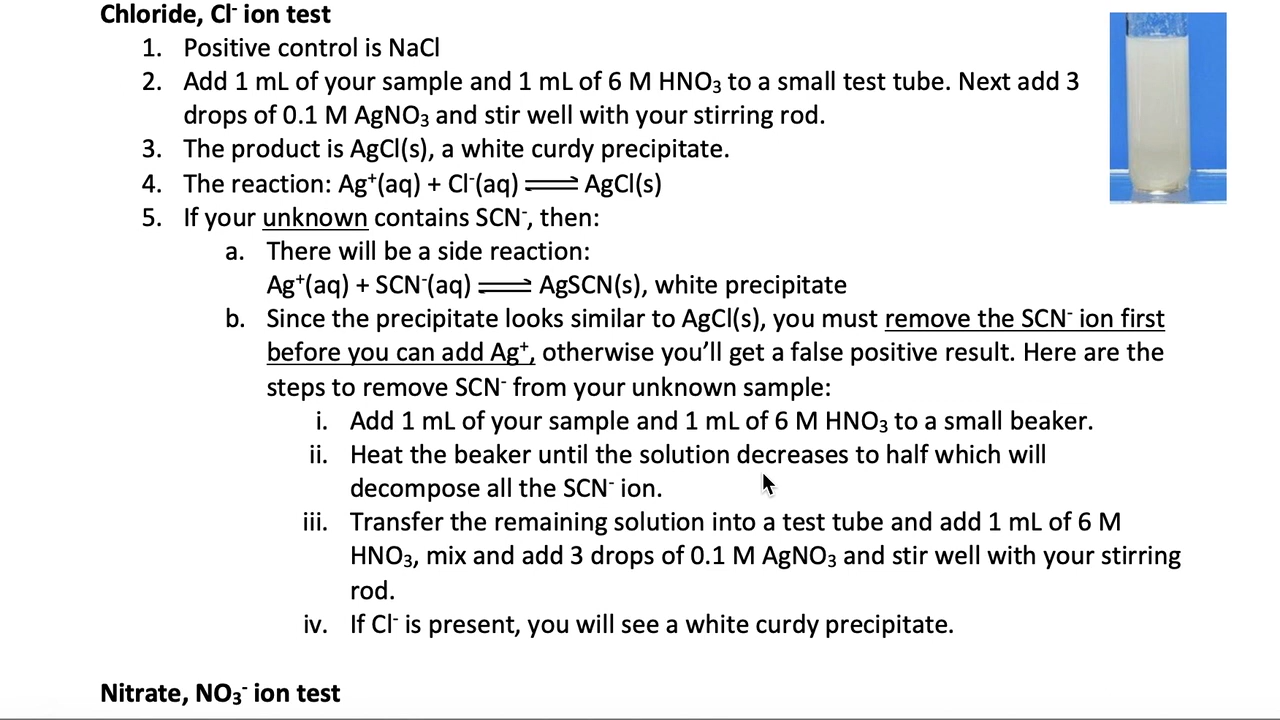 Chloride, Cl⁻ ion test
1. Positive control is NaCl
2. Add 1 mL of your sample and 1 mL of 6 M HNO₃ to a small test tube. Next add 3
drops of 0.1 M AgNO₃ and stir well with your stirring rod.
3. The product is AgCl(s), a white curdy precipitate.
4. The reaction: Ag⁺(aq) + Cl⁻(aq) ⇌ AgCl(s)
5. If your unknown contains SCN⁻, then:
a. There will be a side reaction:
Ag⁺(aq) + SCN⁻(aq) ⇌ AgSCN(s), white precipitate
b. Since the precipitate looks similar to AgCl(s), you must remove the SCN⁻ ion first
before you can add Ag⁺, otherwise you’ll get a false positive result. Here are the
steps to remove SCN⁻ from your unknown sample:
i. Add 1 mL of your sample and 1 mL of 6 M HNO₃ to a small beaker.
ii. Heat the beaker until the solution decreases to half which will
decompose all the SCN⁻ ion.
iii. Transfer the remaining solution into a test tube and add 1 mL of 6 M
HNO₃, mix and add 3 drops of 0.1 M AgNO₃ and stir well with your stirring
rod.
iv. If Cl⁻ is present, you will see a white curdy precipitate.
Nitrate, NO₃⁻ ion test